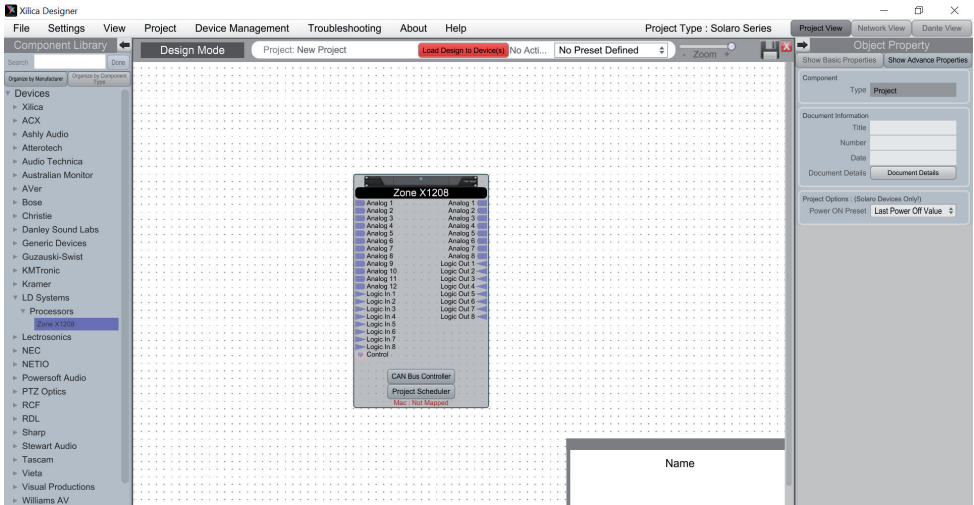 Xilica Designer
File Settings View Project Device Management Troubleshooting About Help Project Type : Solaro Series Project View Network View Dante View
Component Library Design Mode Project: New Project Load Design to Device(s) No Acti... No Preset Defined - Zoom + Object Property
Search Done Show Basic Properties Show Advance Properties
Organize by Manufacturer Organize by Component Type
Devices
Xilica
ACX
Ashly Audio
Atterotech
Audio Technica
Australian Monitor
AVer
Bose
Christie
Danley Sound Labs
Generic Devices
Guzauski-Swist
KMTronic
Kramer
LD Systems
Processors
Zone X1208
Lectrosonics
NEC
NETIO
Powersoft Audio
PTZ Optics
RCF
RDL
Sharp
Stewart Audio
Tascam
Vieta
Visual Productions
Williams AV
Zone X1208
Analog 1 Analog 1
Analog 2 Analog 2
Analog 3 Analog 3
Analog 4 Analog 4
Analog 5 Analog 5
Analog 6 Analog 6
Analog 7 Analog 7
Analog 8 Analog 8
Analog 9 Logic Out 1
Analog 10 Logic Out 2
Analog 11 Logic Out 3
Analog 12 Logic Out 4
Logic In 1 Logic Out 5
Logic In 2 Logic Out 6
Logic In 3 Logic Out 7
Logic In 4 Logic Out 8
Logic In 5
Logic In 6
Logic In 7
Logic In 8
Control
CAN Bus Controller
Project Scheduler
Mac : Not Mapped
Name
Component
Type Project
Document Information
Title
Number
Date
Document Details Document Details
Project Options : (Solaro Devices Only!)
Power ON Preset Last Power Off Value